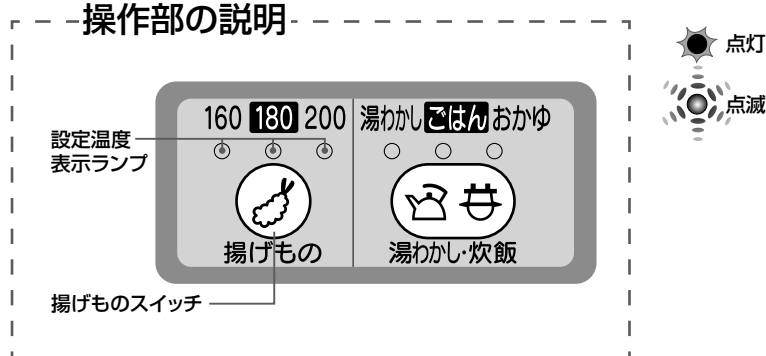 操作部の説明
点灯
点滅
160 180 200
湯わかし ごはん おかゆ
設定温度
表示ランプ
揚げもの
湯わかし・炊飯
揚げものスイッチ